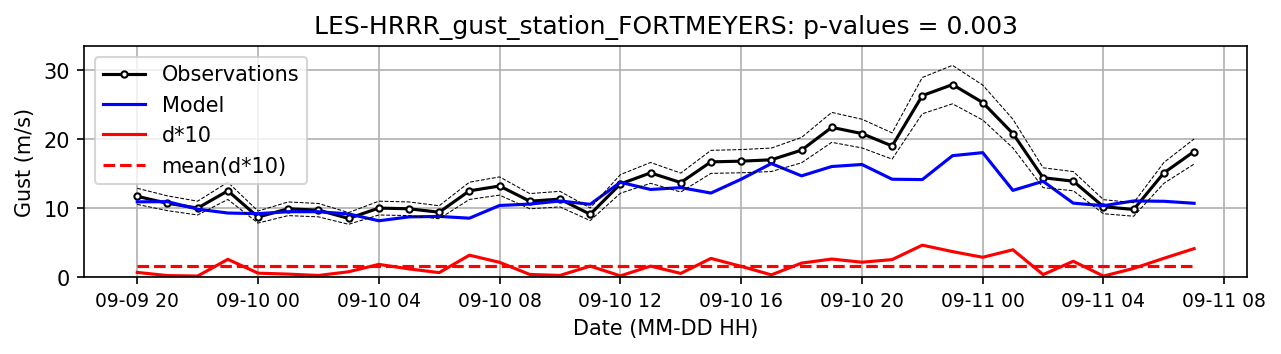 LES-HRRR_gust_station_FORTMEYERS: p-values = 0.003
Gust (m/s)
30
20
10
0
Observations
Model
d*10
mean(d*10)
09-09 20 09-10 00 09-10 04 09-10 08 09-10 12 09-10 16 09-10 20 09-11 00 09-11 04 09-11 08
Date (MM-DD HH)